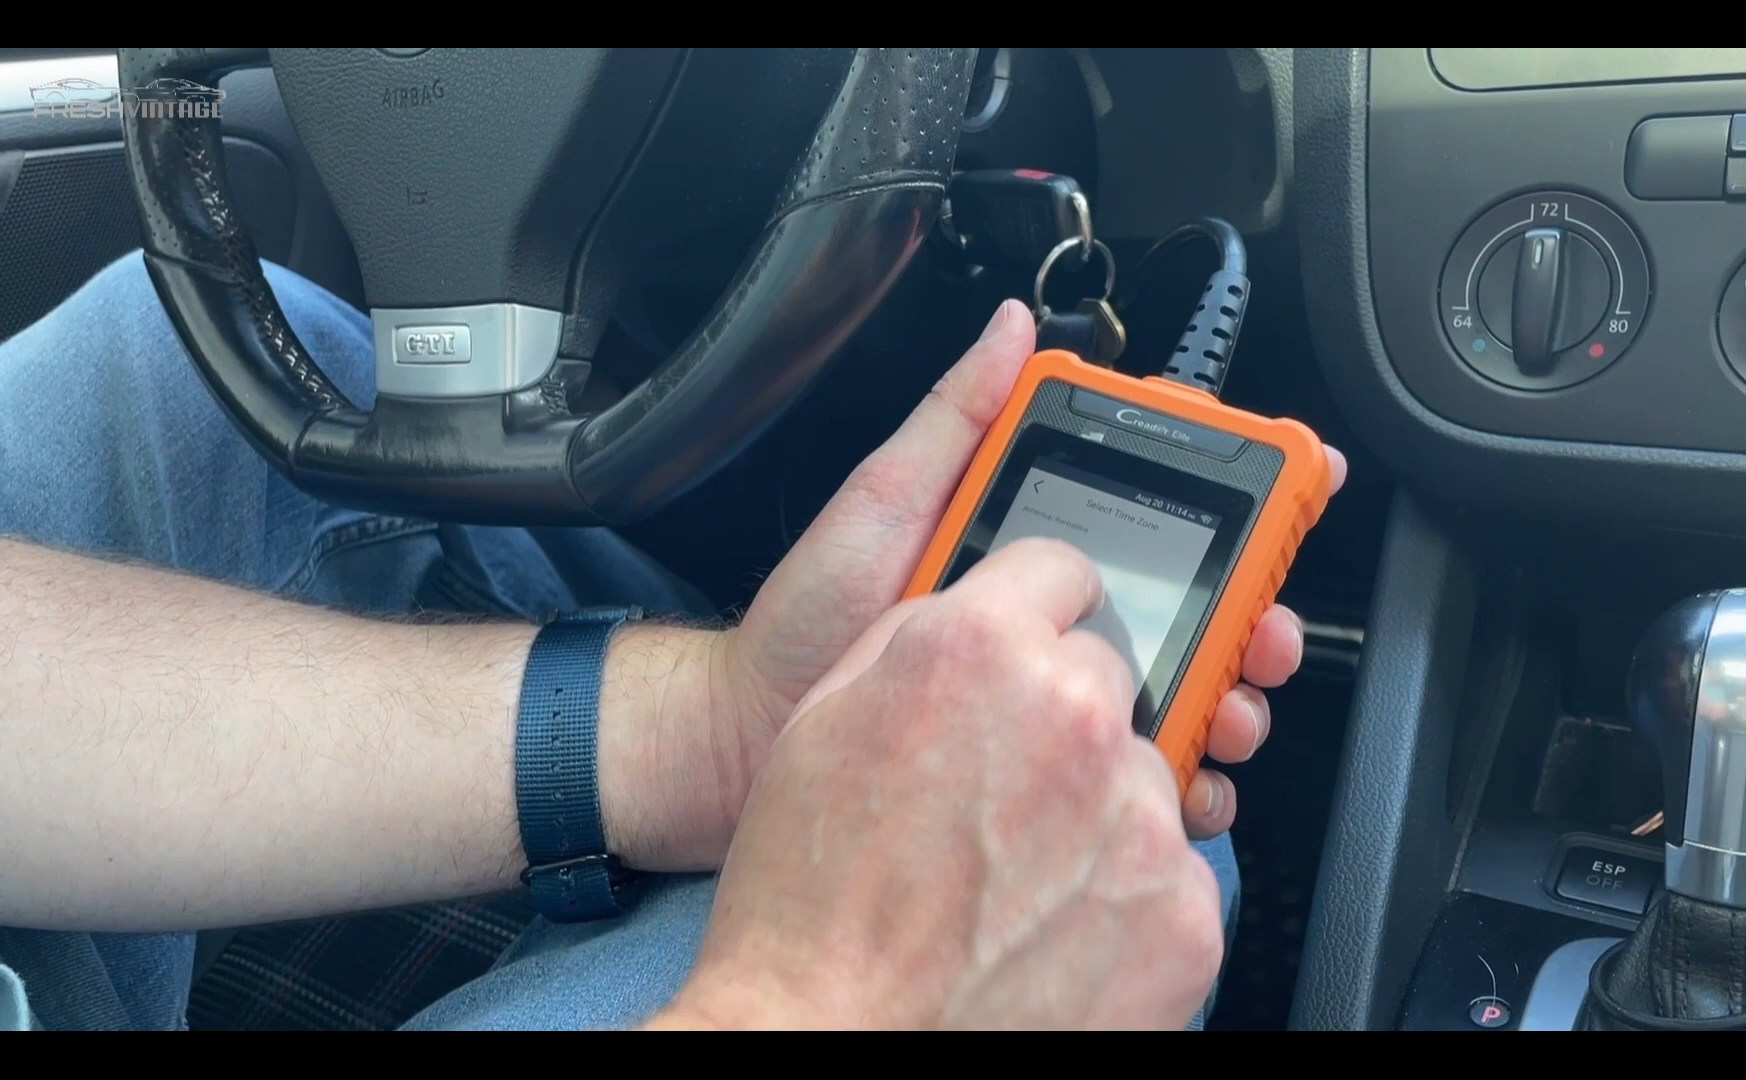 FRESHVINTAGE
AIRBAG
GTI
72
64
80
Creader Elite
Aug 20 11:14
Select Time Zone
ESP
OFF
P